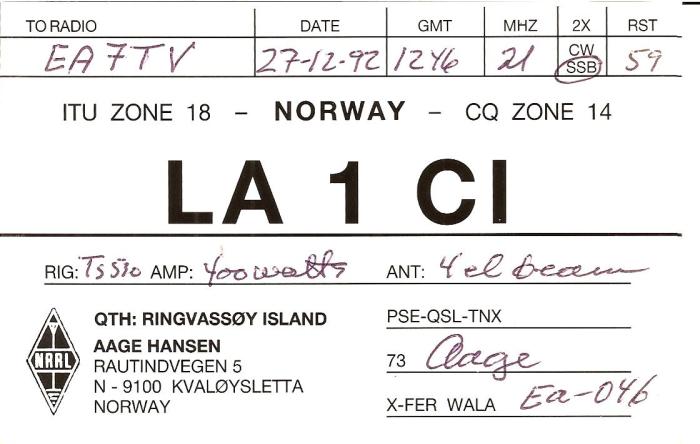 TO RADIO DATE GMT MHZ 2X RST
EA7TV 27-12-92 1246 21 CW SSB 59
ITU ZONE 18 – NORWAY – CQ ZONE 14
LA 1 CI
RIG: TS530 AMP: 400watts ANT: 4 el beam
QTH: RINGVASSØY ISLAND
AAGE HANSEN
RAUTINDVEGEN 5
N - 9100 KVALØYSLETTA
NORWAY
NRRL
PSE-QSL-TNX
73 Aage
X-FER WALA Ea-046